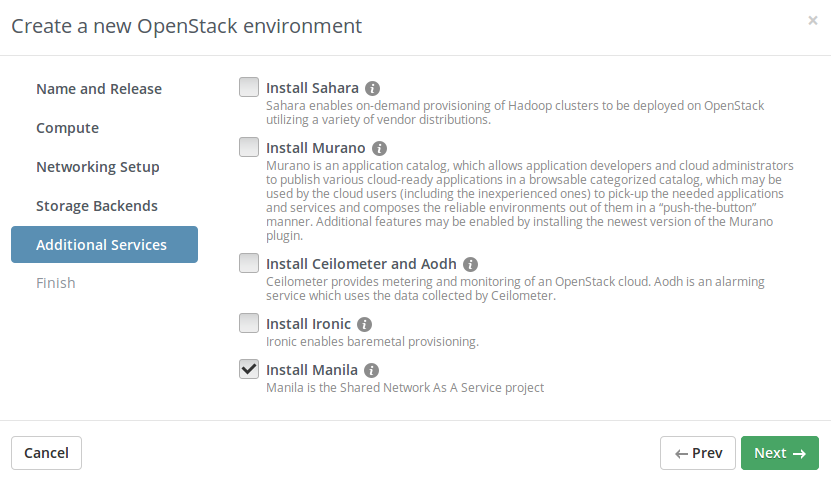 Create a new OpenStack environment
×
Name and Release
Compute
Networking Setup
Storage Backends
Additional Services
Finish
Install Sahara
Sahara enables on-demand provisioning of Hadoop clusters to be deployed on OpenStack
utilizing a variety of vendor distributions.
Install Murano
Murano is an application catalog, which allows application developers and cloud administrators
to publish various cloud-ready applications in a browsable categorized catalog, which may be
used by the cloud users (including the inexperienced ones) to pick-up the needed applications
and services and composes the reliable environments out of them in a “push-the-button”
manner. Additional features may be enabled by installing the newest version of the Murano
plugin.
Install Ceilometer and Aodh
Ceilometer provides metering and monitoring of an OpenStack cloud. Aodh is an alarming
service which uses the data collected by Ceilometer.
Install Ironic
Ironic enables baremetal provisioning.
Install Manila
Manila is the Shared Network As A Service project
Cancel
← Prev
Next →